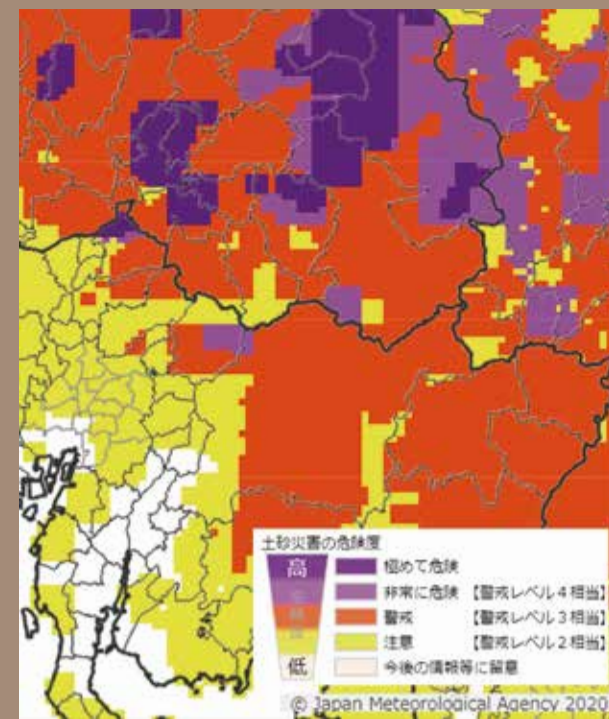 土砂災害の危険度
高
低
極めて危険
非常に危険 【警戒レベル4相当】
警戒 【警戒レベル3相当】
注意 【警戒レベル2相当】
今後の情報等に留意
© Japan Meteorological Agency 2020